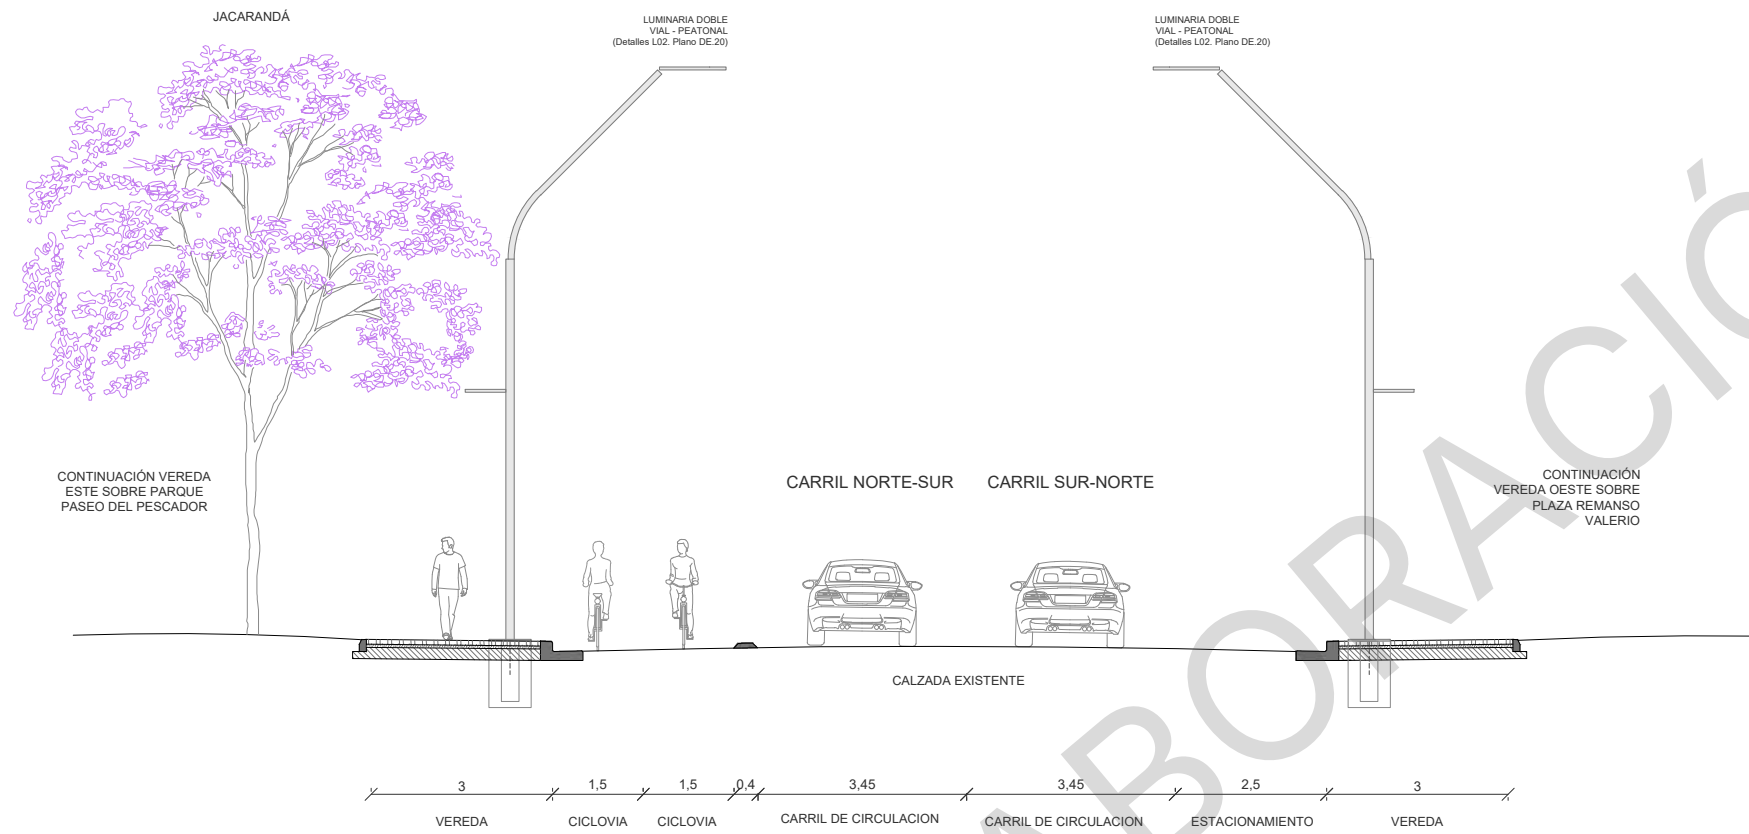 JACARANDÁ
LUMINARIA DOBLE
VIAL - PEATONAL
(Detalles L02. Plano DE.20)
LUMINARIA DOBLE
VIAL - PEATONAL
(Detalles L02. Plano DE.20)
CONTINUACIÓN VEREDA
ESTE SOBRE PARQUE
PASEO DEL PESCADOR
CARRIL NORTE-SUR
CARRIL SUR-NORTE
CONTINUACIÓN
VEREDA OESTE SOBRE
PLAZA REMANSO
VALERIO
CALZADA EXISTENTE
3 1,5 1,5 0,4 3,45 3,45 2,5 3
VEREDA CICLOVIA CICLOVIA CARRIL DE CIRCULACION CARRIL DE CIRCULACION ESTACIONAMIENTO VEREDA
ABORACIÓ